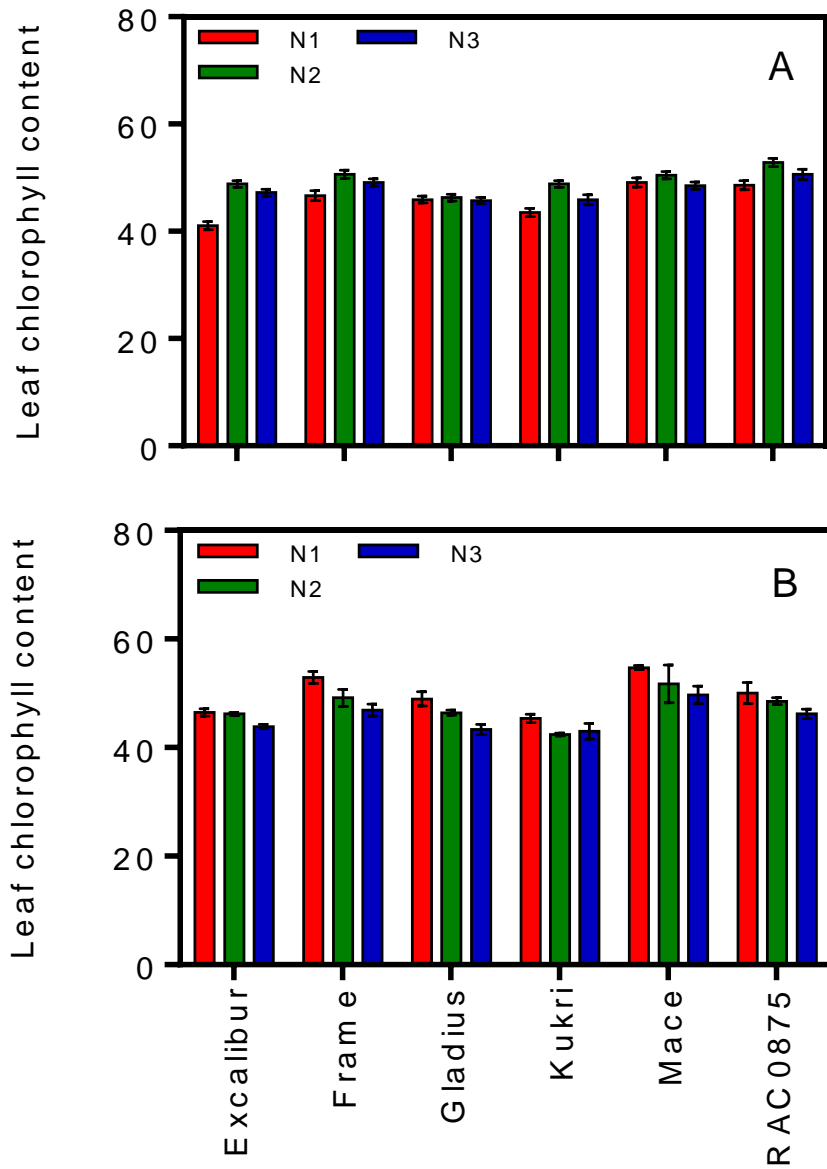 80
60
40
20
0
Leaf chlorophyll content
N1 N3
N2
A
80
60
40
20
0
Leaf chlorophyll content
N1 N3
N2
B
Excalibur
Frame
Gladius
Kukri
Mace
RAC0875